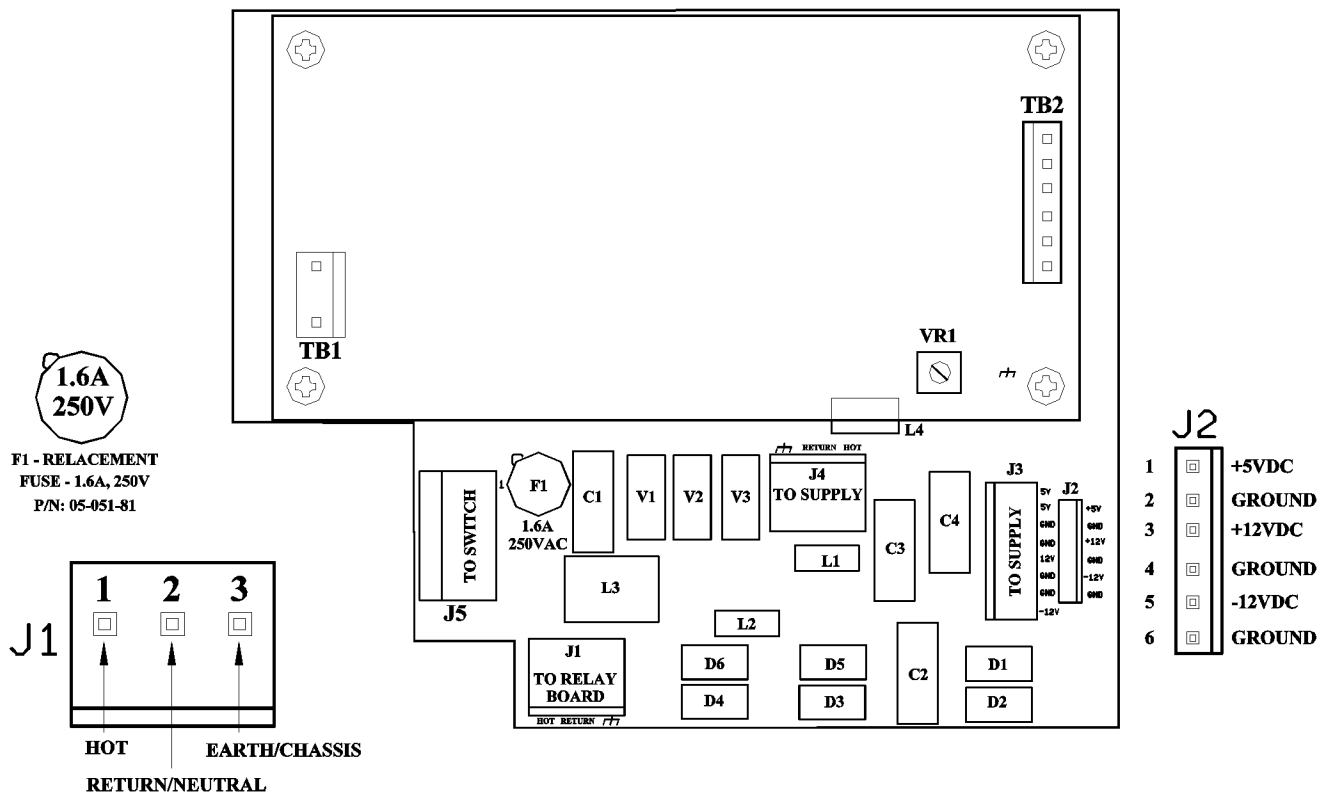 TB2
TB1
VR1
L4
1.6A
250V
F1 - RELACEMENT
FUSE - 1.6A, 250V
P/N: 05-051-81
J1
1 2 3
HOT
EARTH/CHASSIS
RETURN/NEUTRAL
TO SWITCH
J5
1
F1
1.6A
250VAC
C1
V1
V2
V3
RETURN HOT
J4
TO SUPPLY
L1
L3
L2
C3
C4
C2
J1
TO RELAY
BOARD
HOT RETURN
D6
D4
D5
D3
D1
D2
J3
TO SUPPLY
5V
5V
GND
GND
12V
GND
GND
-12V
J2
+5V
GND
+12V
GND
-12V
GND
J2
1 +5VDC
2 GROUND
3 +12VDC
4 GROUND
5 -12VDC
6 GROUND